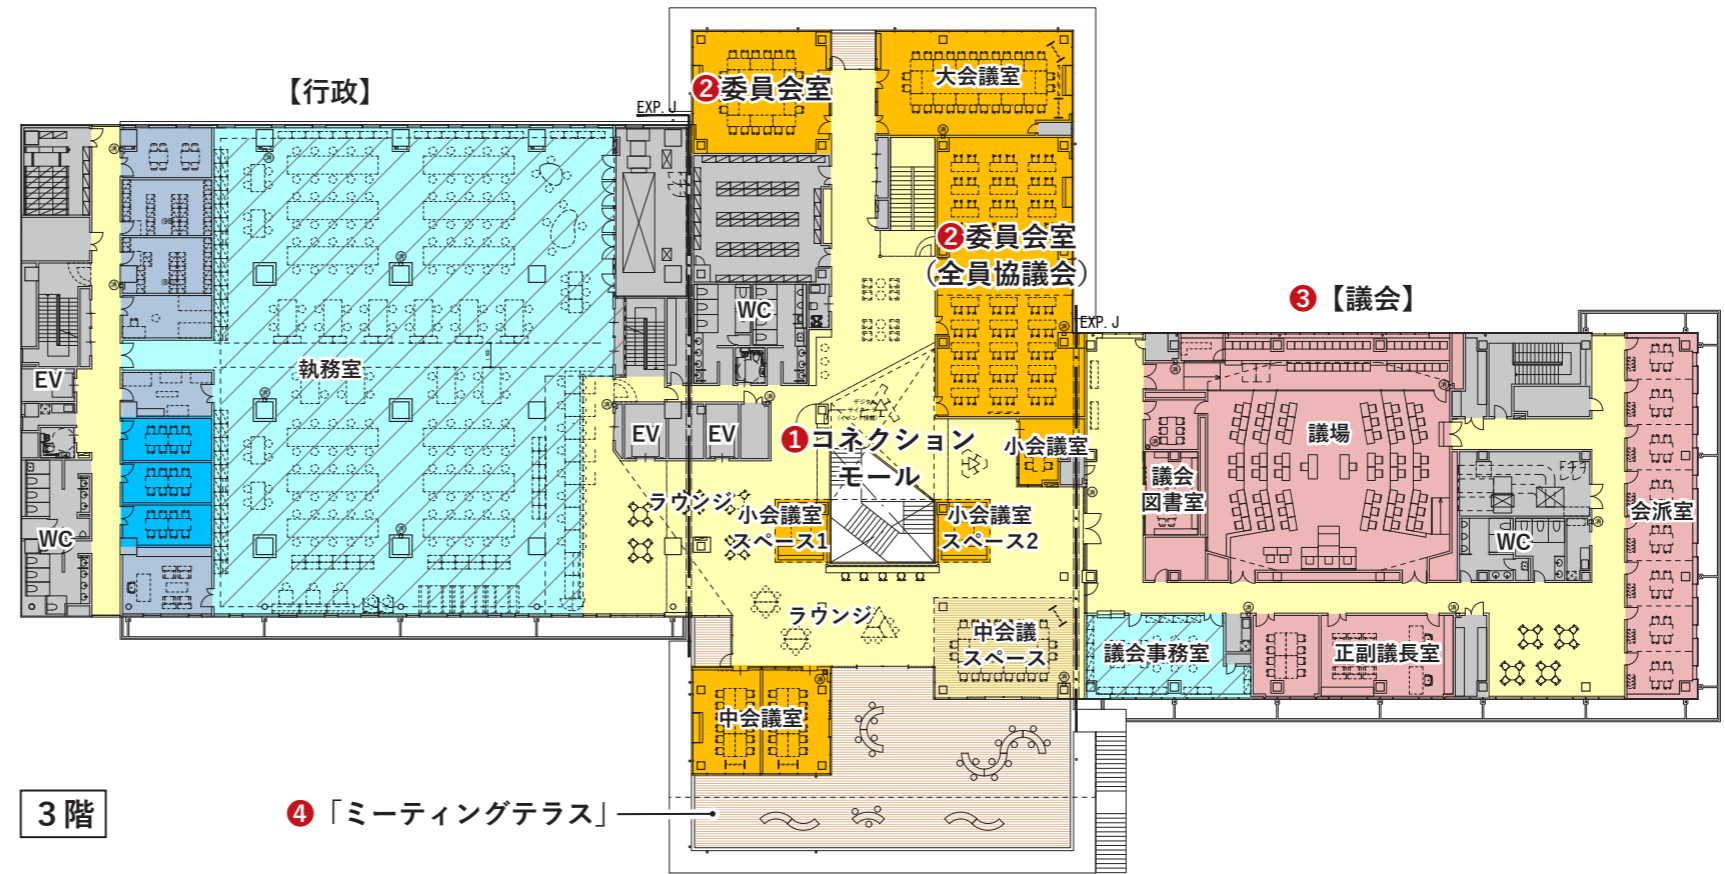 【行政】
EXP. J
❷委員会室
大会議室
❷委員会室
(全員協議会)
EXP. J
❸【議会】
WC
執務室
EV
EV
EV
デジタル
❶コネクション
モール
小会議室
議場
議会
図書室
ラウンジ
小会議室
スペース1
小会議室
スペース2
会派室
WC
WC
ラウンジ
中会議
スペース
議会事務室
正副議長室
中会議室
3階
❹「ミーティングテラス」